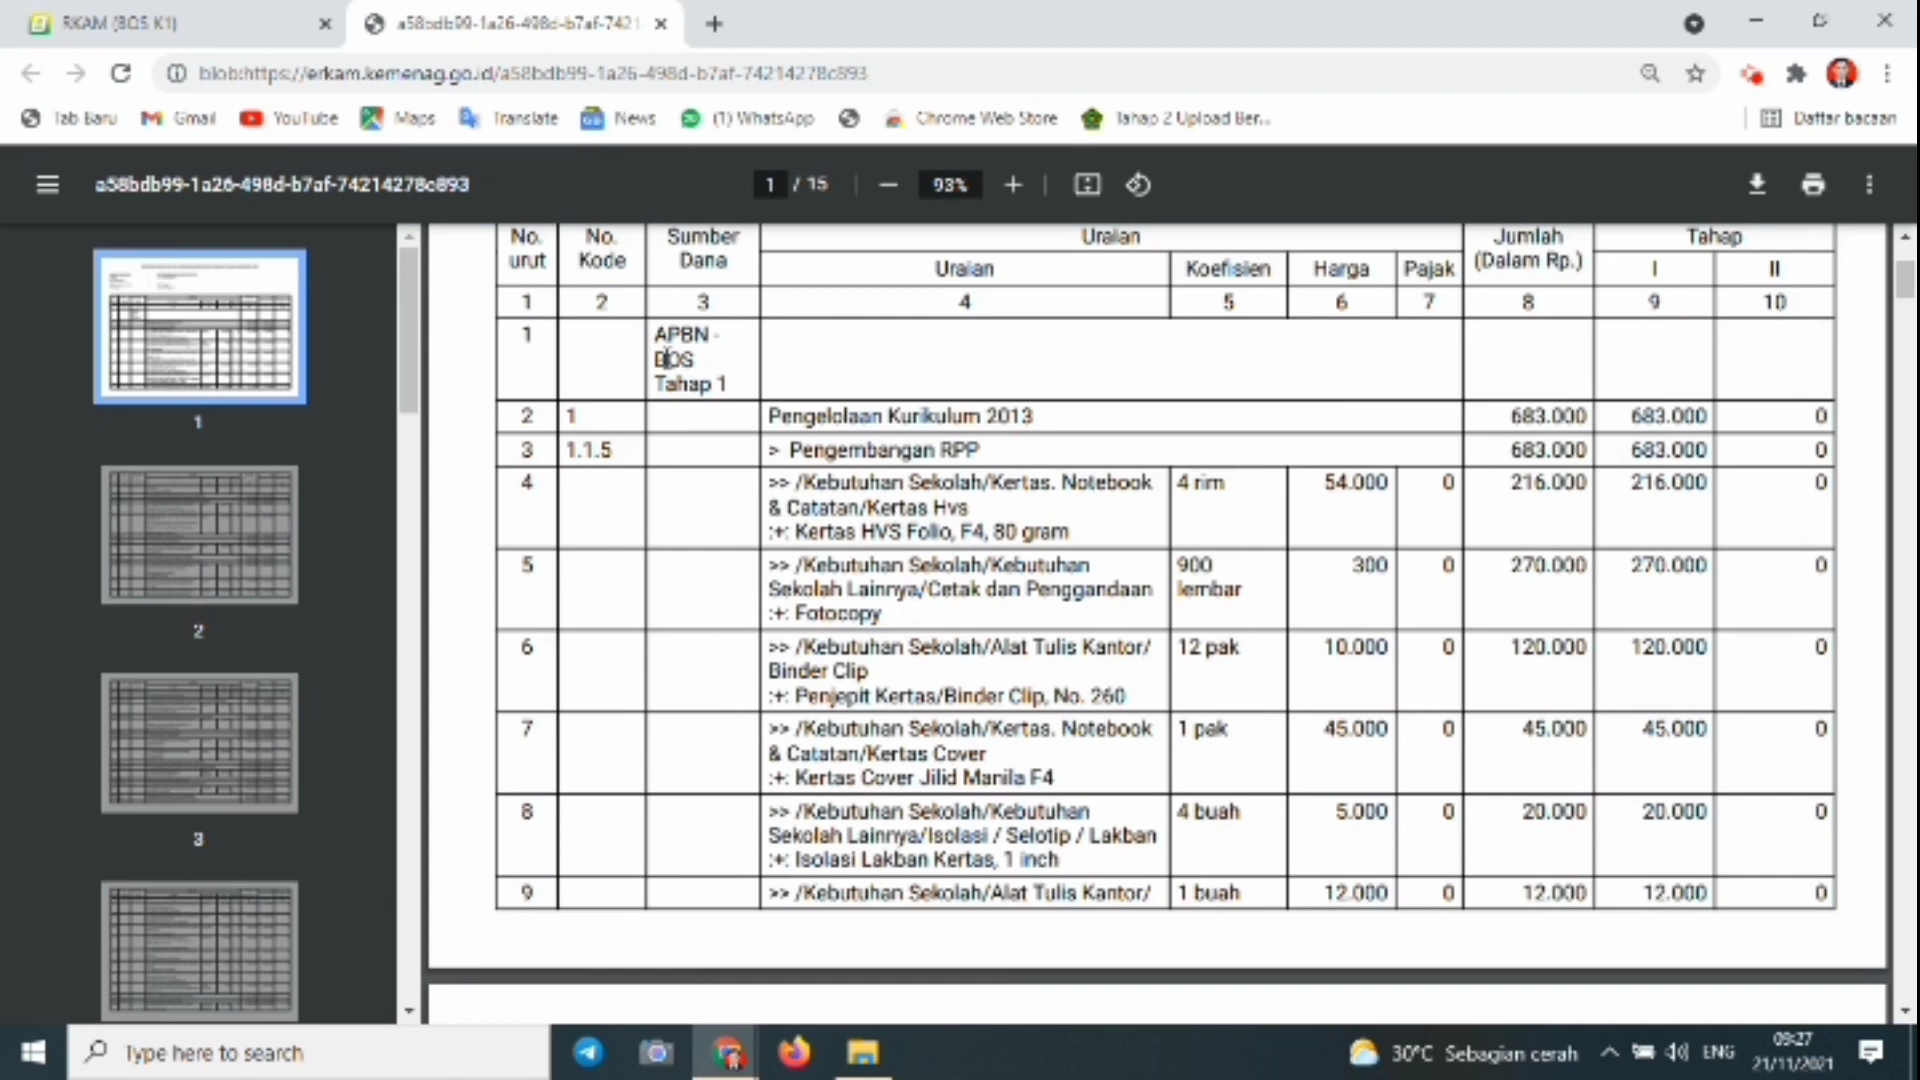 RKAM (BOS K1)
a58bdb99-1a26-498d-b7af-7421
blob:https://erkam.kemenag.go.id/a58bdb99-1a26-498d-b7af-74214278c893
Tab Baru Gmail YouTube Maps Translate News (1) WhatsApp Chrome Web Store Tahap 2 Upload Ber... Daftar bacaan
a58bdb99-1a26-498d-b7af-74214278c893 1 / 15 93%
No. urut No. Kode Sumber Dana Uraian Jumlah (Dalam Rp.) Tahap
Uraian Koefisien Harga Pajak I II
1 2 3 4 5 6 7 8 9 10
1 APBN -
BOS
Tahap 1
2 1 Pengelolaan Kurikulum 2013 683.000 683.000 0
3 1.1.5 > Pengembangan RPP 683.000 683.000 0
4 >> /Kebutuhan Sekolah/Kertas. Notebook 4 rim 54.000 0 216.000 216.000 0
& Catatan/Kertas Hvs
:+: Kertas HVS Folio, F4, 80 gram
5 >> /Kebutuhan Sekolah/Kebutuhan 900 300 0 270.000 270.000 0
Sekolah Lainnya/Cetak dan Penggandaan lembar
:+: Fotocopy
6 >> /Kebutuhan Sekolah/Alat Tulis Kantor/ 12 pak 10.000 0 120.000 120.000 0
Binder Clip
:+: Penjepit Kertas/Binder Clip, No. 260
7 >> /Kebutuhan Sekolah/Kertas. Notebook 1 pak 45.000 0 45.000 45.000 0
& Catatan/Kertas Cover
:+: Kertas Cover Jilid Manila F4
8 >> /Kebutuhan Sekolah/Kebutuhan 4 buah 5.000 0 20.000 20.000 0
Sekolah Lainnya/Isolasi / Selotip / Lakban
:+: Isolasi Lakban Kertas, 1 inch
9 >> /Kebutuhan Sekolah/Alat Tulis Kantor/ 1 buah 12.000 0 12.000 12.000 0
1
2
3
Type here to search
30°C Sebagian cerah ENG
09:27
21/11/2021